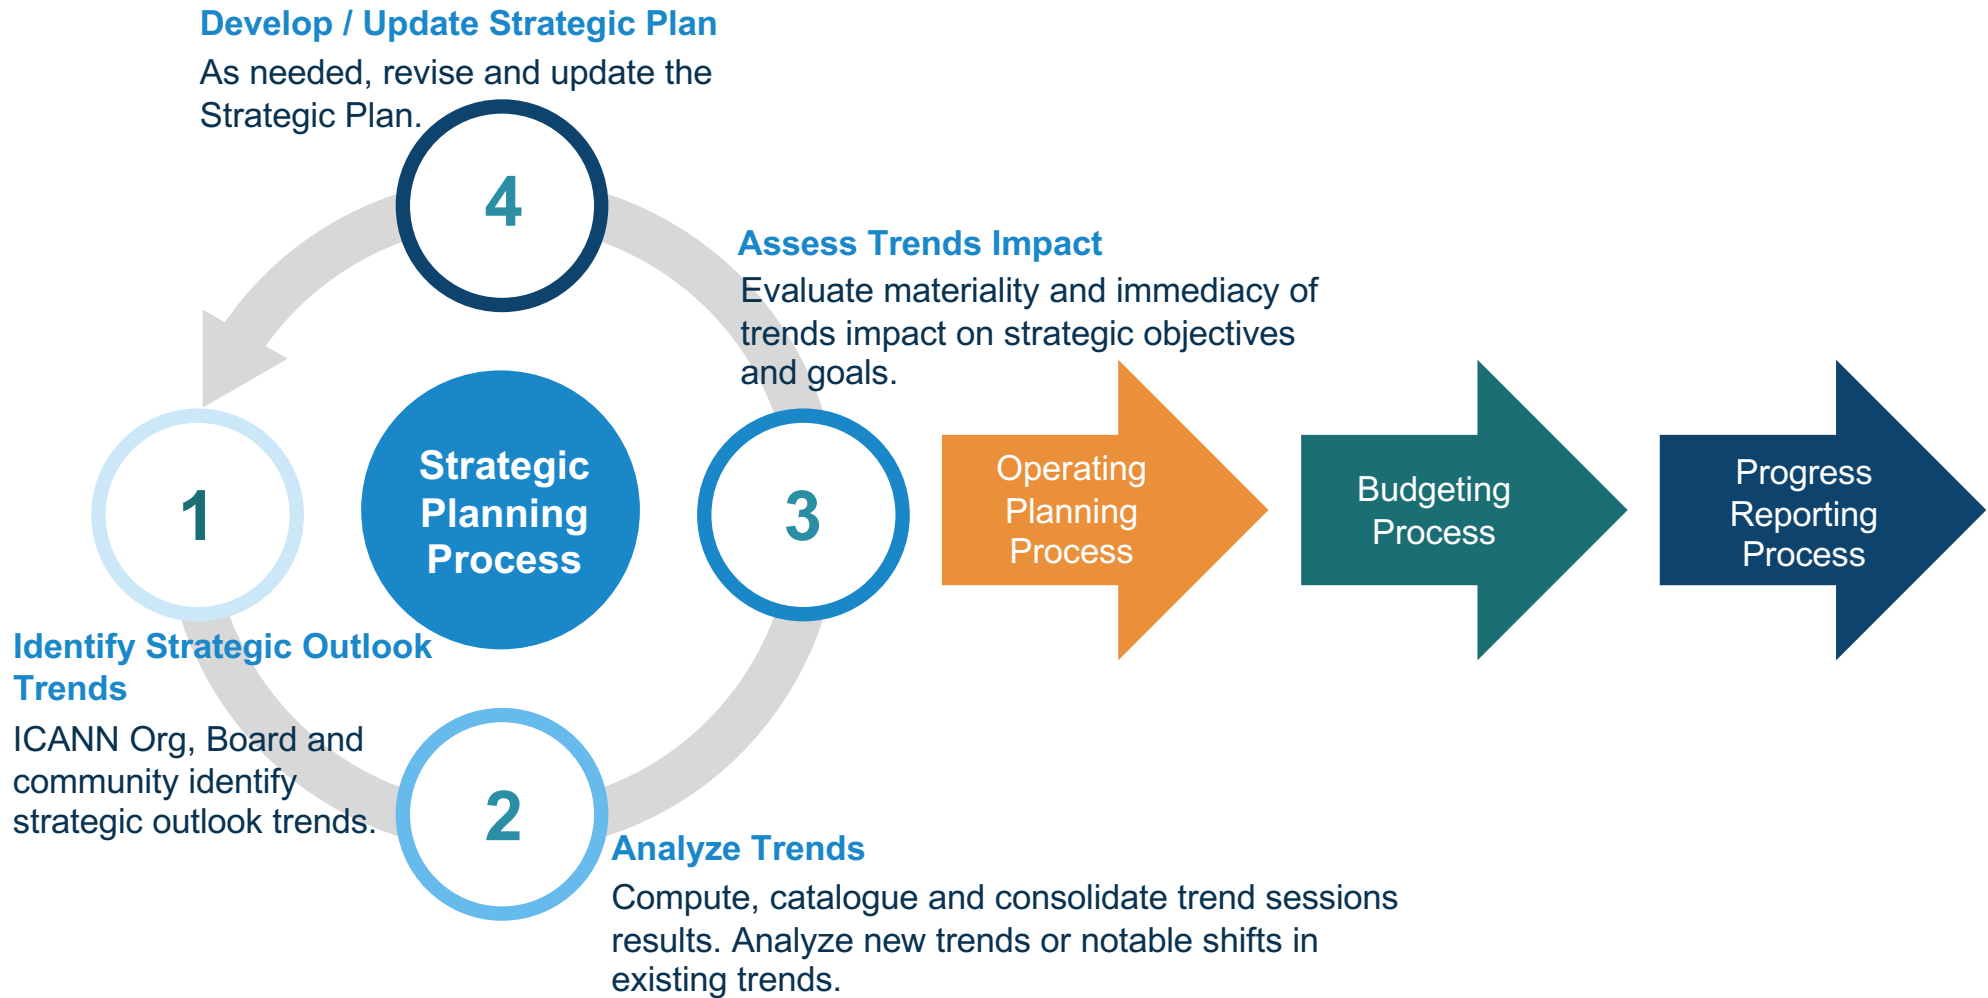 Develop / Update Strategic Plan
As needed, revise and update the
Strategic Plan.
4
Assess Trends Impact
Evaluate materiality and immediacy of
trends impact on strategic objectives
and goals.
3
Strategic
Planning
Process
1
Identify Strategic Outlook
Trends
ICANN Org, Board and
community identify
strategic outlook trends.
2
Analyze Trends
Compute, catalogue and consolidate trend sessions
results. Analyze new trends or notable shifts in
existing trends.
Operating
Planning
Process
Budgeting
Process
Progress
Reporting
Process